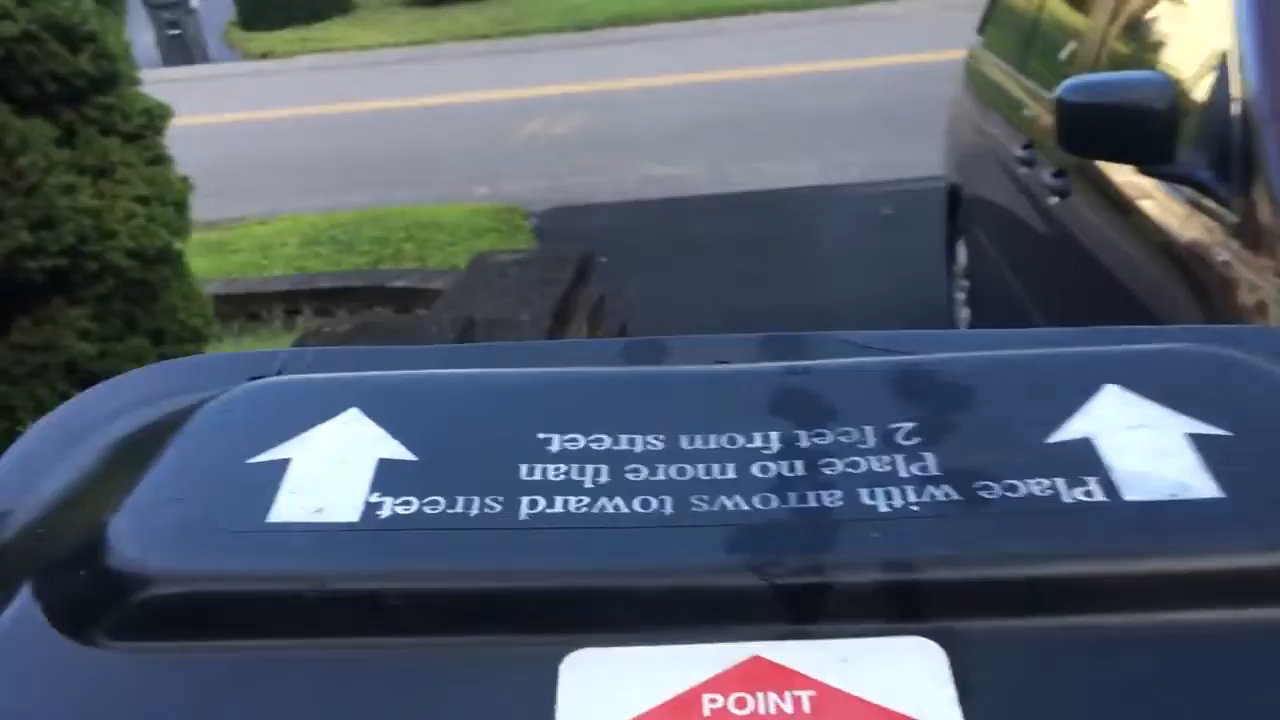 Place with arrows toward street,
Place no more than
2 feet from street.
POINT